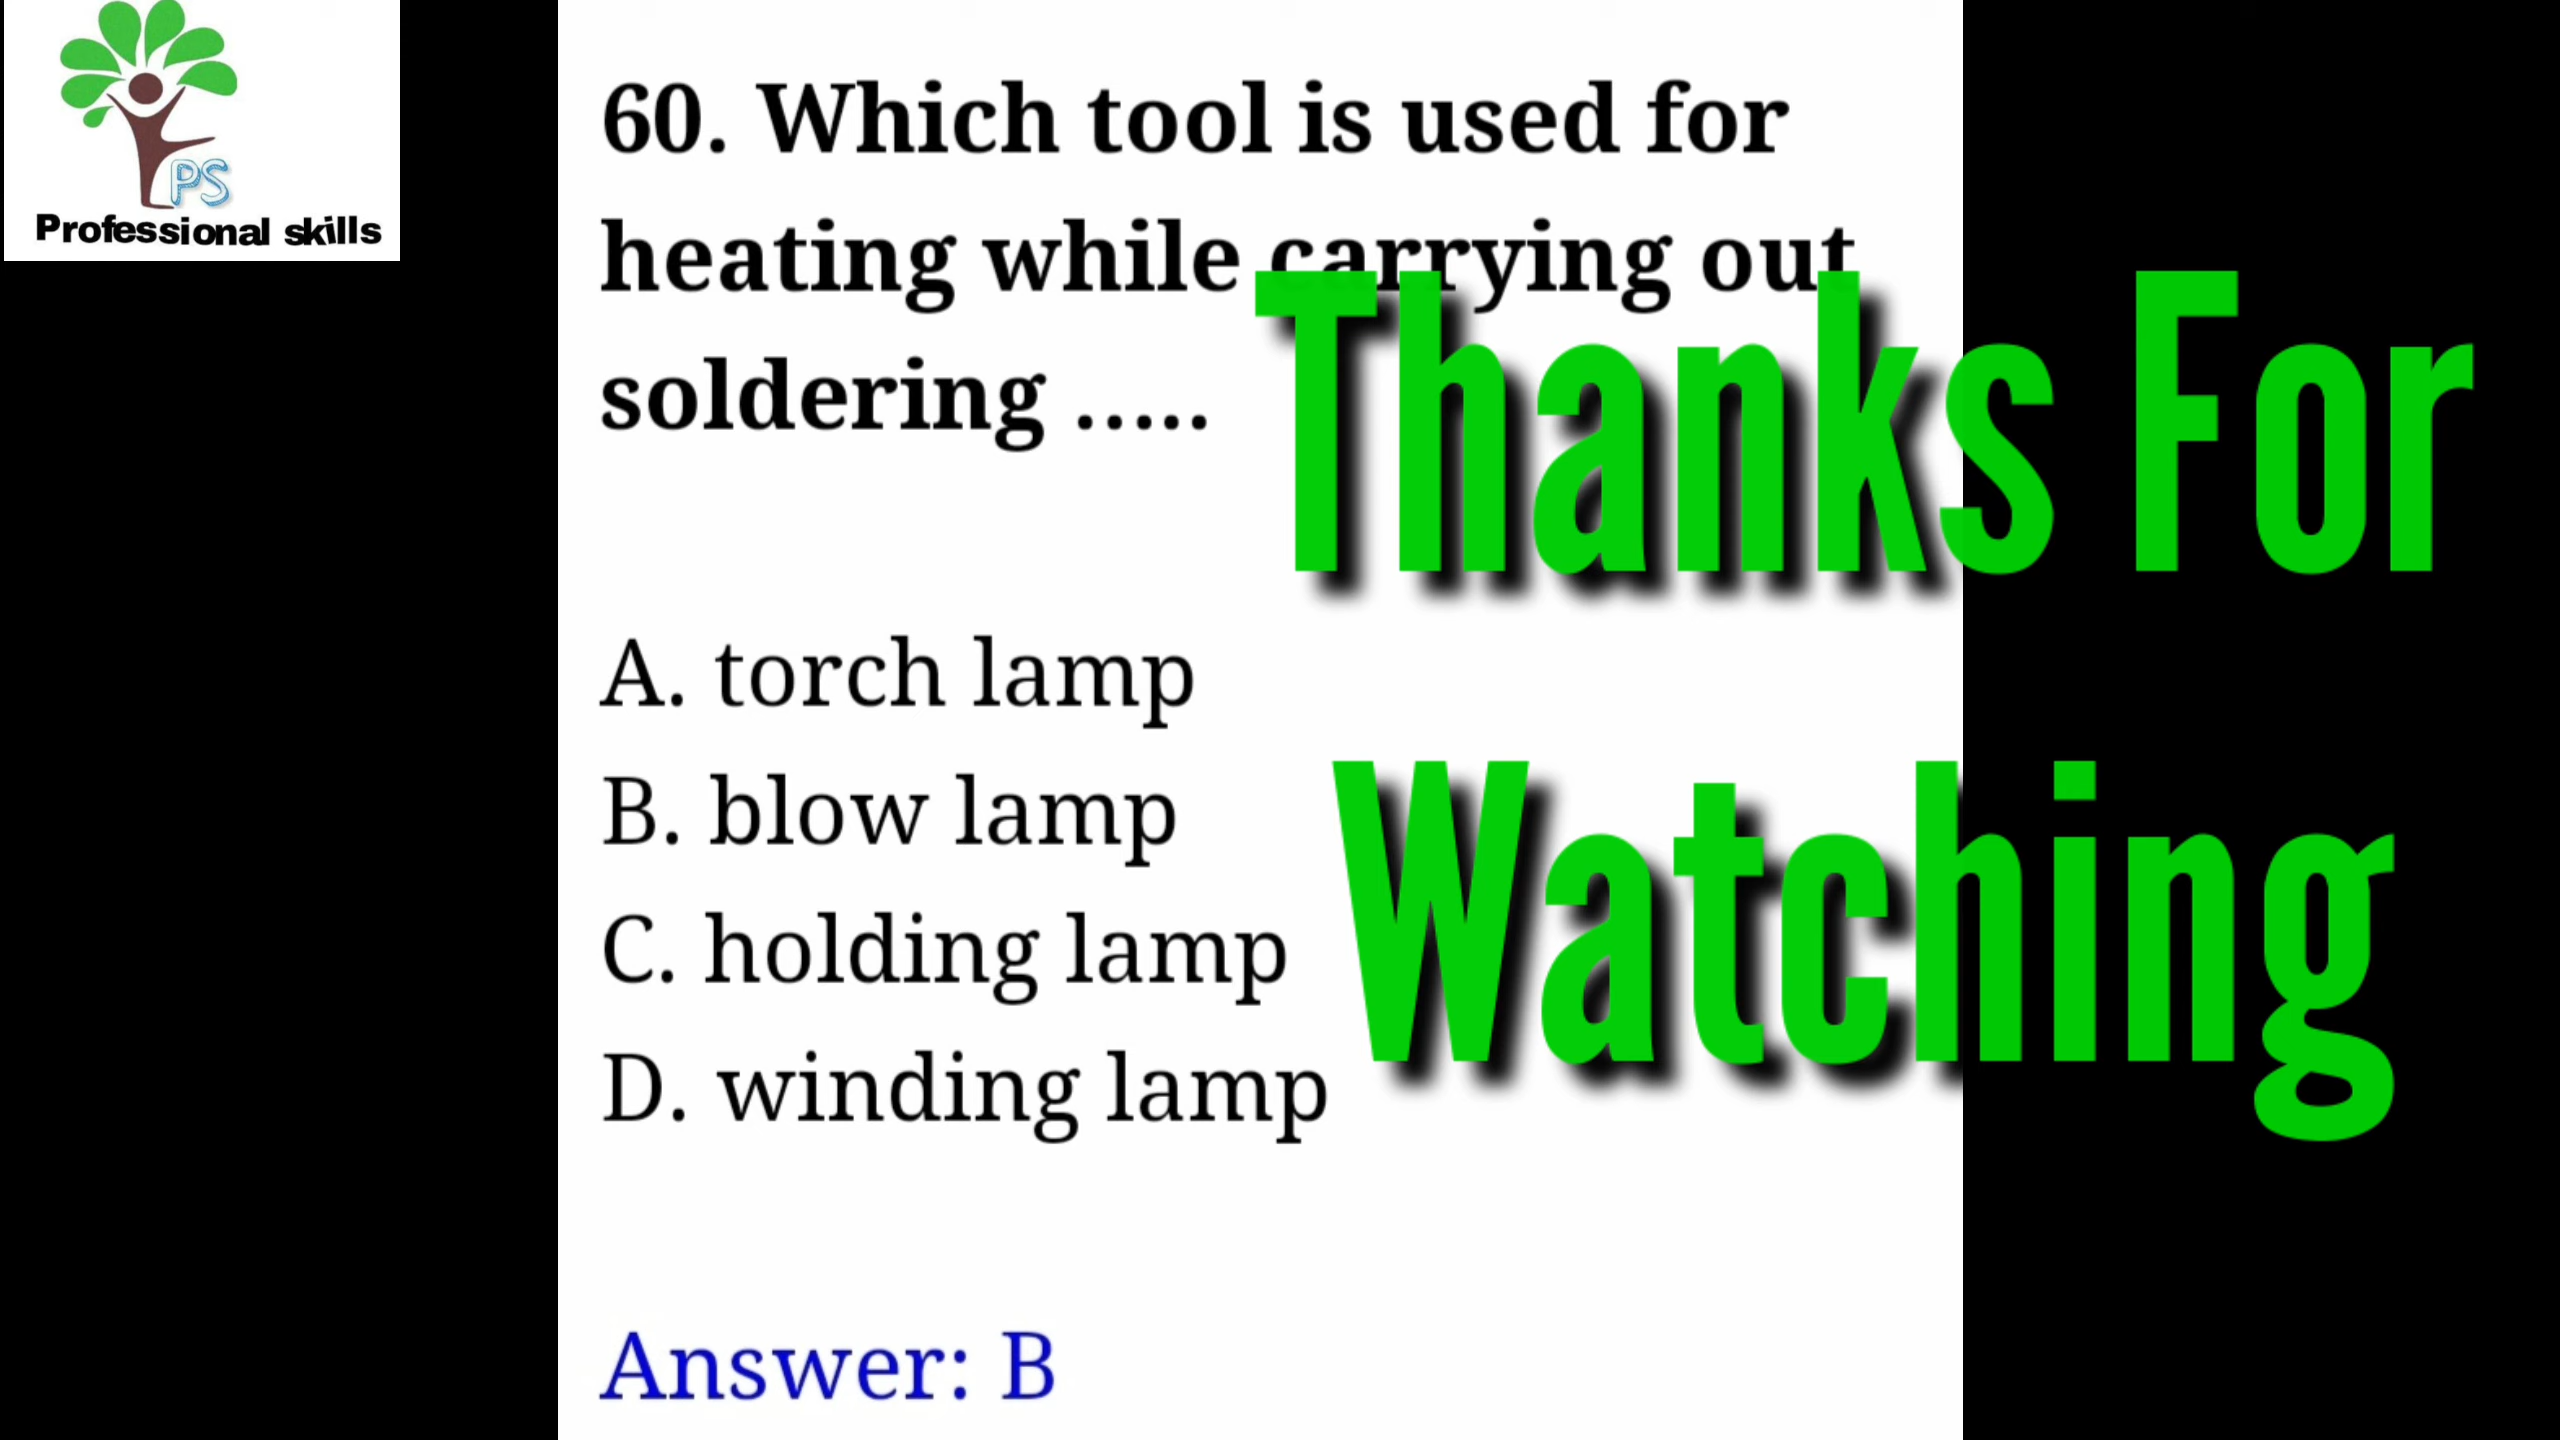 PS
Professional skills
60. Which tool is used for
heating while carrying out
soldering .....
A. torch lamp
B. blow lamp
C. holding lamp
D. winding lamp
Answer: B
Thanks For
Watching